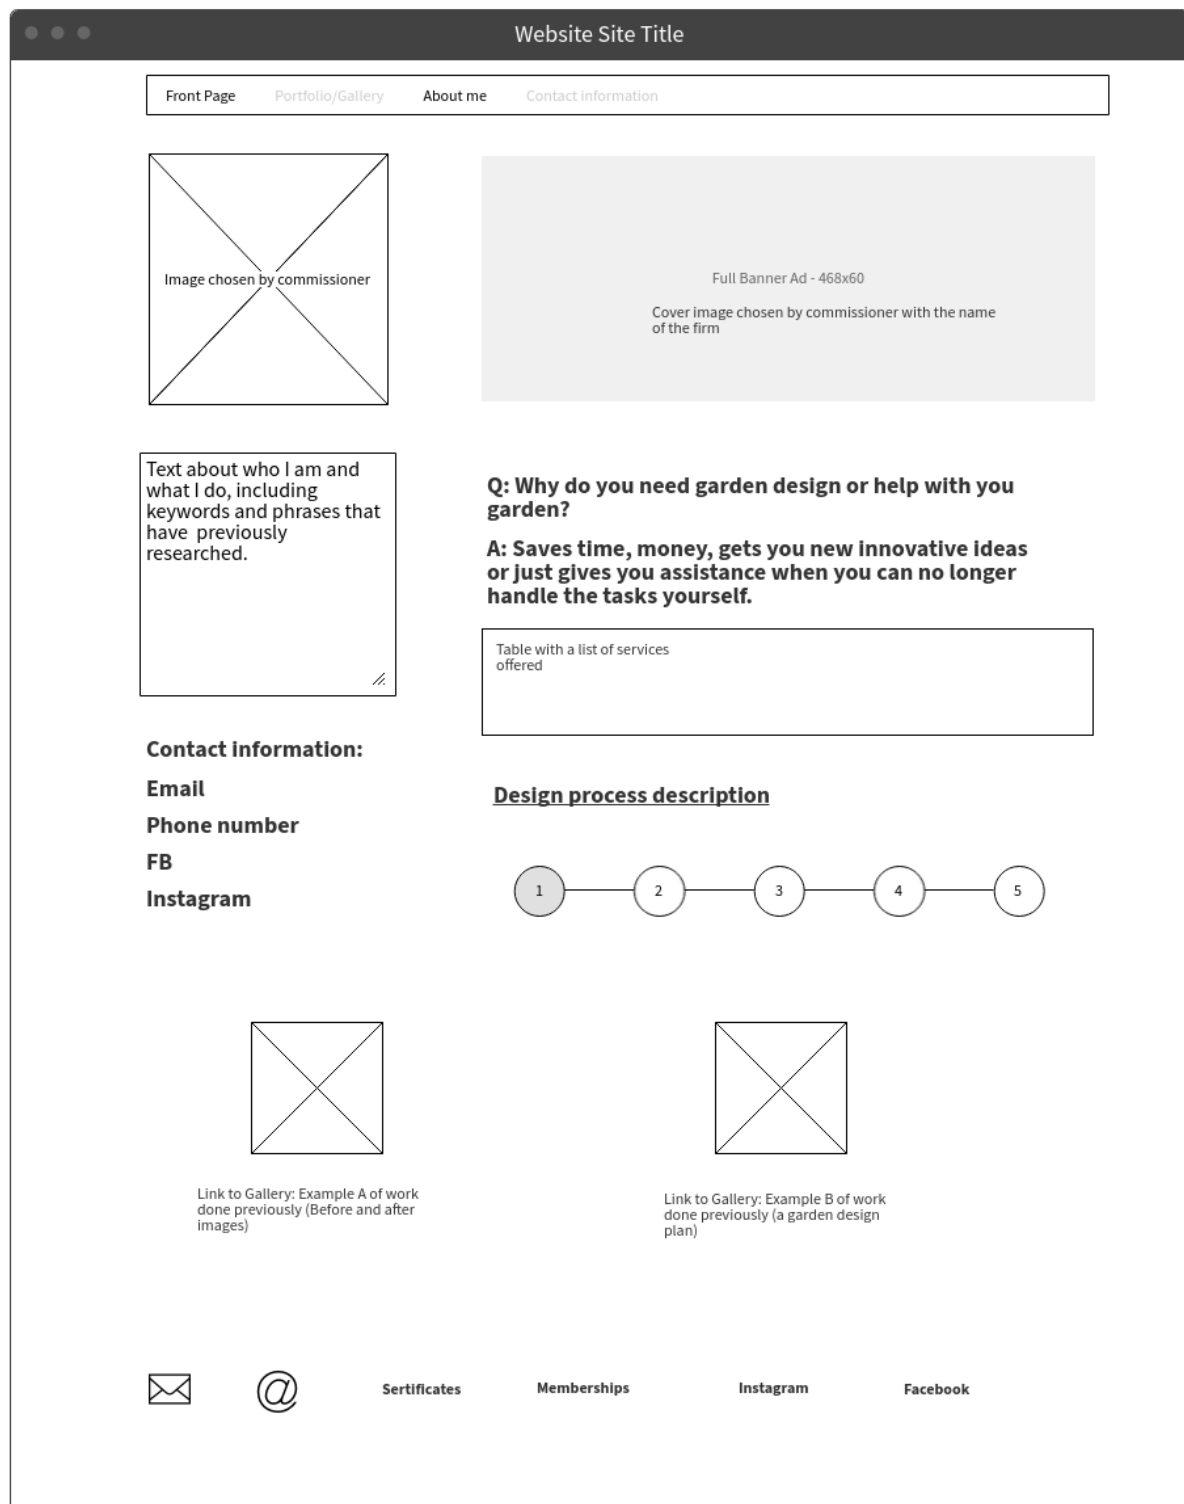 Website Site Title
Front Page Portfolio/Gallery About me Contact information
Image chosen by commissioner
Full Banner Ad - 468x60
Cover image chosen by commissioner with the name
of the firm
Text about who I am and
what I do, including
keywords and phrases that
have previously
researched.
Q: Why do you need garden design or help with you
garden?
A: Saves time, money, gets you new innovative ideas
or just gives you assistance when you can no longer
handle the tasks yourself.
Table with a list of services
offered
Contact information:
Email
Phone number
FB
Instagram
Design process description
1 2 3 4 5
Link to Gallery: Example A of work
done previously (Before and after
images)
Link to Gallery: Example B of work
done previously (a garden design
plan)
@ Sertificates Memberships Instagram Facebook